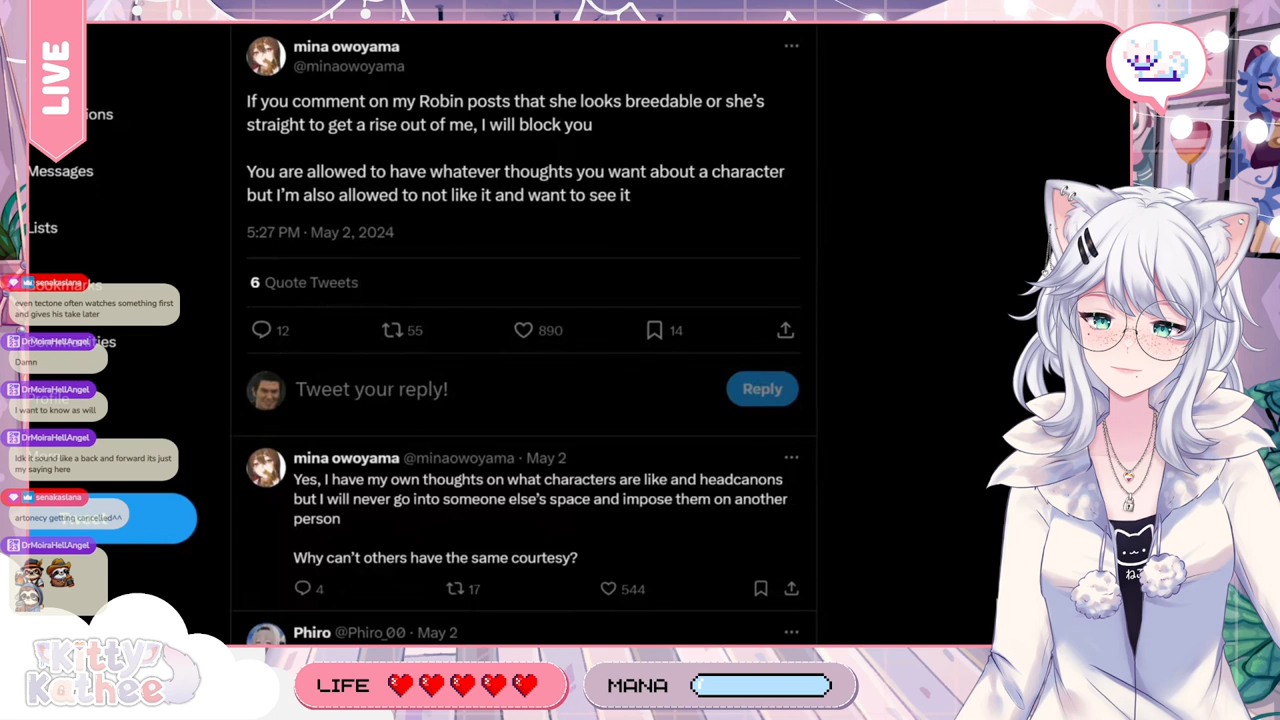 LIVE
ions
Messages
Lists
mina owoyama
@minaowoyama
If you comment on my Robin posts that she looks breedable or she's
straight to get a rise out of me, I will block you
You are allowed to have whatever thoughts you want about a character
but I'm also allowed to not like it and want to see it
5:27 PM · May 2, 2024
6 Quote Tweets
12
55
890
14
Tweet your reply!
Reply
mina owoyama @minaowoyama · May 2
Yes, I have my own thoughts on what characters are like and headcanons
but I will never go into someone else's space and impose them on another
person
Why can't others have the same courtesy?
4
17
544
Phiro @Phiro_00 · May 2
senakaslana
even tectone often watches something first
and gives his take later
DrMoiraHellAngel
ties
Damn
DrMoiraHellAngel
Profile
I want to know as will
DrMoiraHellAngel
Idk it sound like a back and forward its just
my saying here
senakaslana
artonecy getting cancelled^^
DrMoiraHellAngel
Kitty
Kathee
LIFE
MANA
ねこ